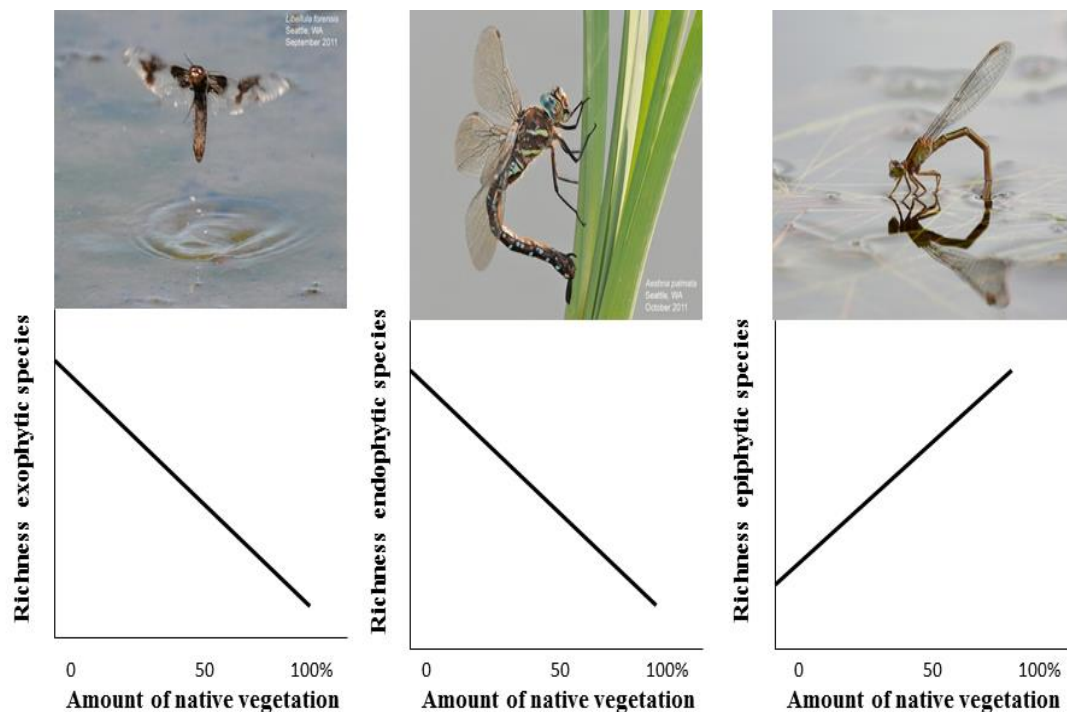 Libellula forensis
Seattle, WA
September 2011
Aeshna palmata
Seattle, WA
October 2011
Richness exophytic species
0 50 100%
Amount of native vegetation
Richness endophytic species
0 50 100%
Amount of native vegetation
Richness epiphytic species
0 50 100%
Amount of native vegetation